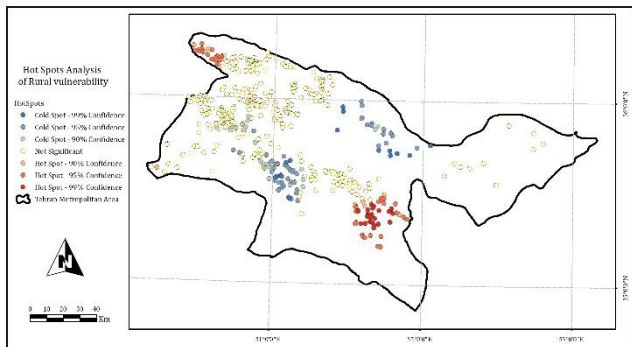 Hot Spots Analysis
of Rural vulnerability
HotSpots
Cold Spot - 99% Confidence
Cold Spot - 95% Confidence
Cold Spot - 90% Confidence
Not Significant
Hot Spot - 90% Confidence
Hot Spot - 95% Confidence
Hot Spot - 99% Confidence
Tahran Metropolitan Area
N
0 10 20 30 40
Km